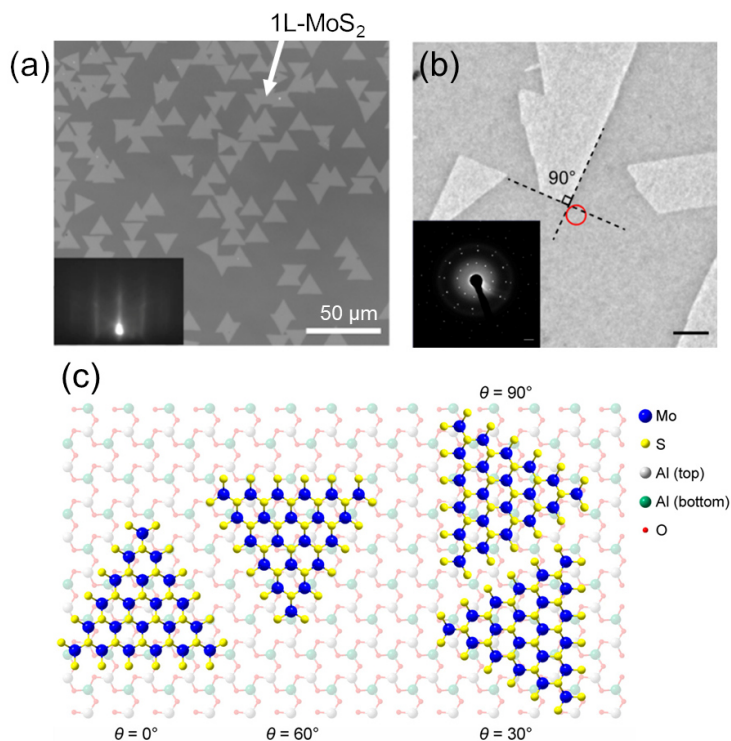 1L-MoS₂
(a)
50 μm
(b)
90°
(c)
θ = 90°
Mo
S
Al (top)
Al (bottom)
O
θ = 0°
θ = 60°
θ = 30°